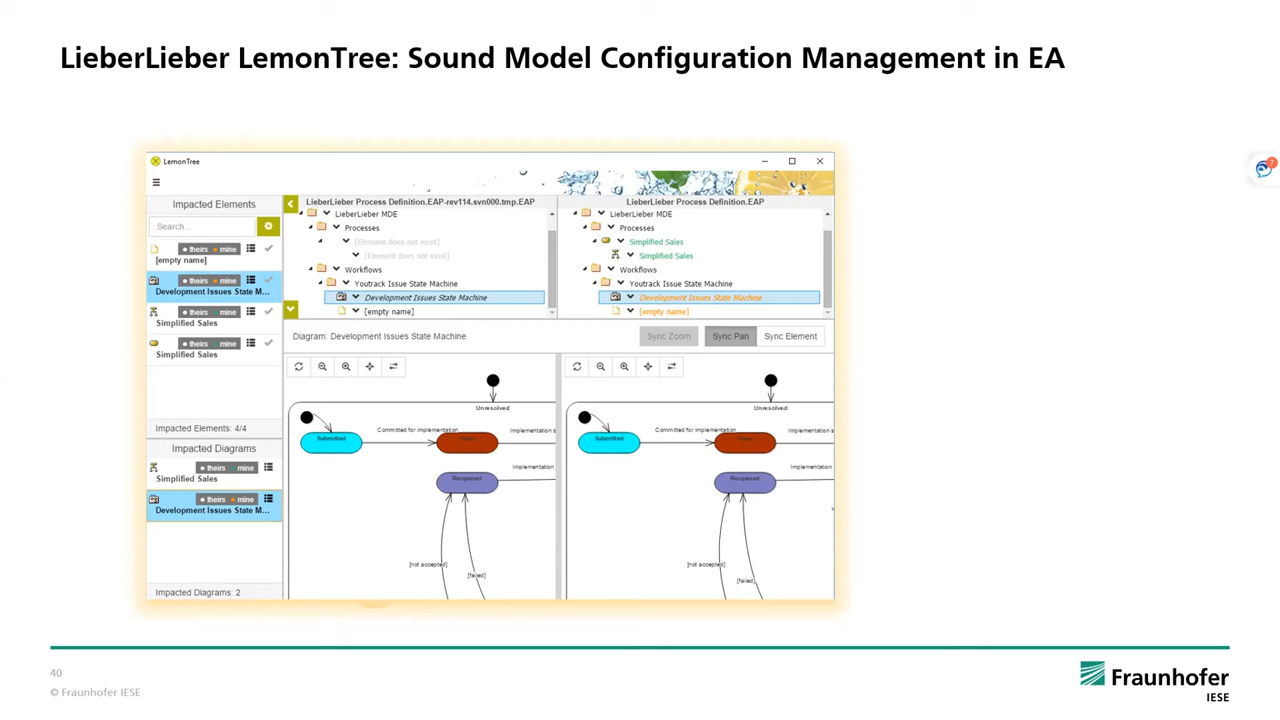 LieberLieber LemonTree: Sound Model Configuration Management in EA
7
LemonTree
Impacted Elements
Search...
theirs mine
[empty name]
theirs mine
Development Issues State M...
theirs mine
Simplified Sales
theirs mine
Simplified Sales
Impacted Elements: 4/4
Impacted Diagrams
theirs mine
Simplified Sales
theirs mine
Development Issues State M...
Impacted Diagrams: 2
LieberLieber Process Definition.EAP-rev114.svn000.tmp.EAP
LieberLieber MDE
Processes
[Element does not exist]
[Element does not exist]
Workflows
Youtrack Issue State Machine
Development Issues State Machine
[empty name]
LieberLieber Process Definition.EAP
LieberLieber MDE
Processes
Simplified Sales
Simplified Sales
Workflows
Youtrack Issue State Machine
Development Issues State Machine
[empty name]
Diagram: Development Issues State Machine
Sync Zoom
Sync Pan
Sync Element
Unresolved
Submitted
Committed for implementation
Implementation s
Reopened
Implementation
[not accepted]
[failed]
Unresolved
Submitted
Committed for implementation
Implementation s
Reopened
Implementation
[not accepted]
[failed]
40
© Fraunhofer IESE
Fraunhofer
IESE